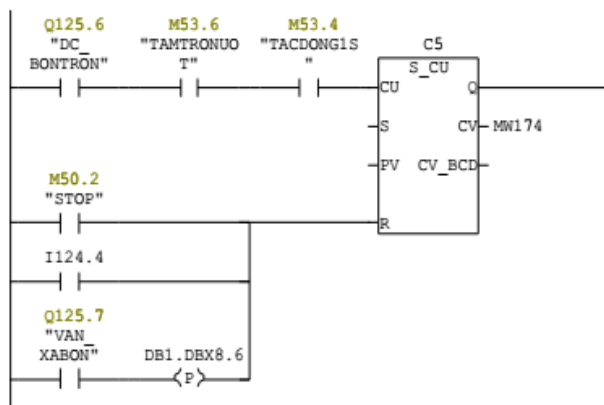 Q125.6 M53.6 M53.4
"DC_ "TAMTRONUO "TACDONG1S C5
BONTRON" T" " S_CU
CU Q
S CV MW174
PV CV_BCD
M50.2
"STOP"
R
I124.4
Q125.7
"VAN_
XABON" DB1.DBX8.6
(P)